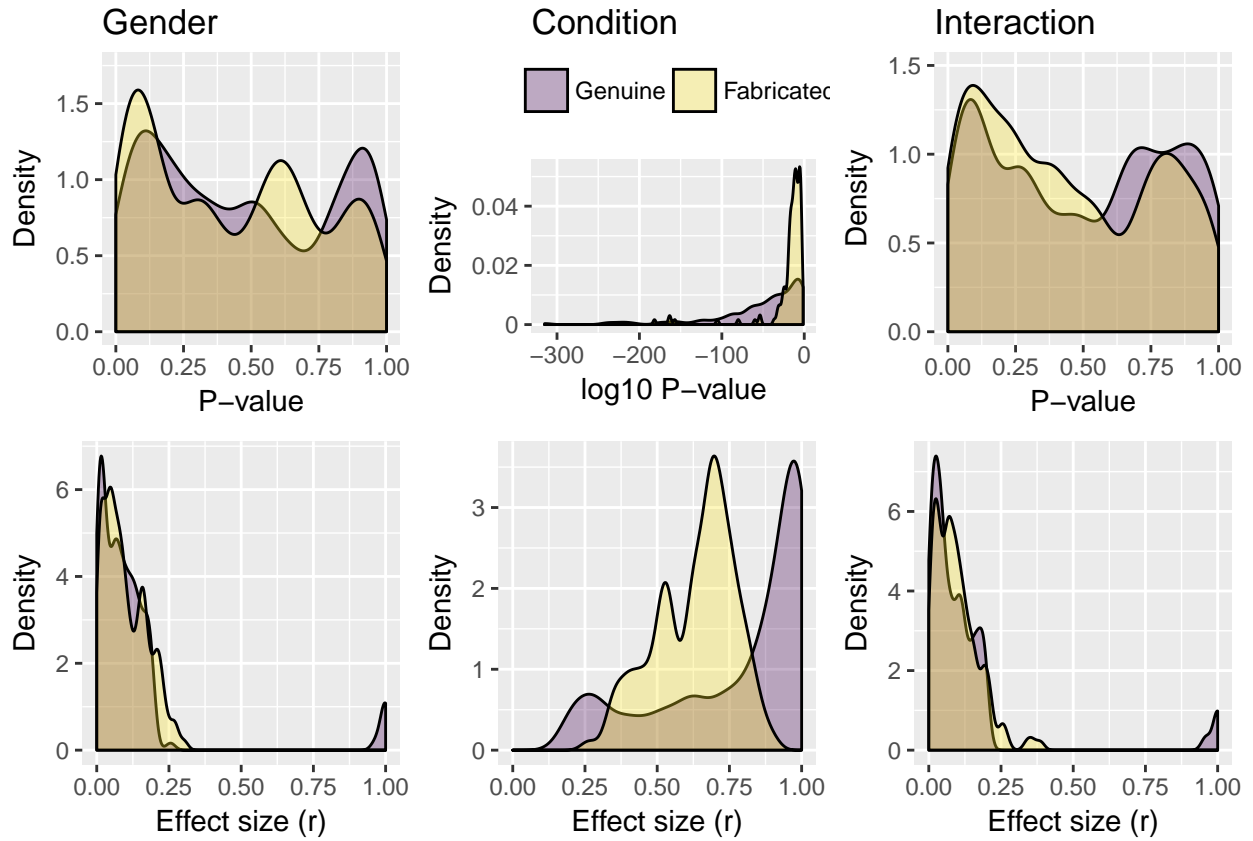 Gender
Condition
Interaction
Genuine
Fabricated
Density
1.5
1.0
0.5
0.0
0.00 0.25 0.50 0.75 1.00
P−value
Density
0.04
0.02
0
−300 −200 −100 0
log10 P−value
Density
1.5
1.0
0.5
0.0
0.00 0.25 0.50 0.75 1.00
P−value
Density
6
4
2
0
0.00 0.25 0.50 0.75 1.00
Effect size (r)
Density
3
2
1
0
0.00 0.25 0.50 0.75 1.00
Effect size (r)
Density
6
4
2
0
0.00 0.25 0.50 0.75 1.00
Effect size (r)